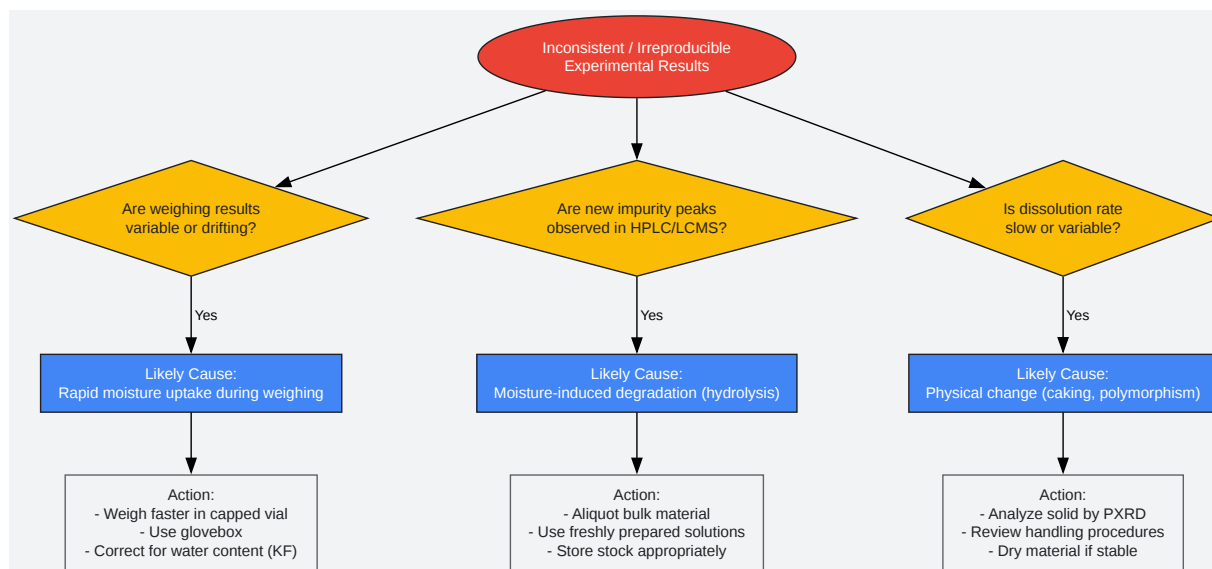 Inconsistent / Irreproducible
Experimental Results
Are weighing results
variable or drifting?
Are new impurity peaks
observed in HPLC/LCMS?
Is dissolution rate
slow or variable?
Yes
Yes
Yes
Likely Cause:
Rapid moisture uptake during weighing
Likely Cause:
Moisture-induced degradation (hydrolysis)
Likely Cause:
Physical change (caking, polymorphism)
Action:
- Weigh faster in capped vial
- Use glovebox
- Correct for water content (KF)
Action:
- Aliquot bulk material
- Use freshly prepared solutions
- Store stock appropriately
Action:
- Analyze solid by PXRD
- Review handling procedures
- Dry material if stable